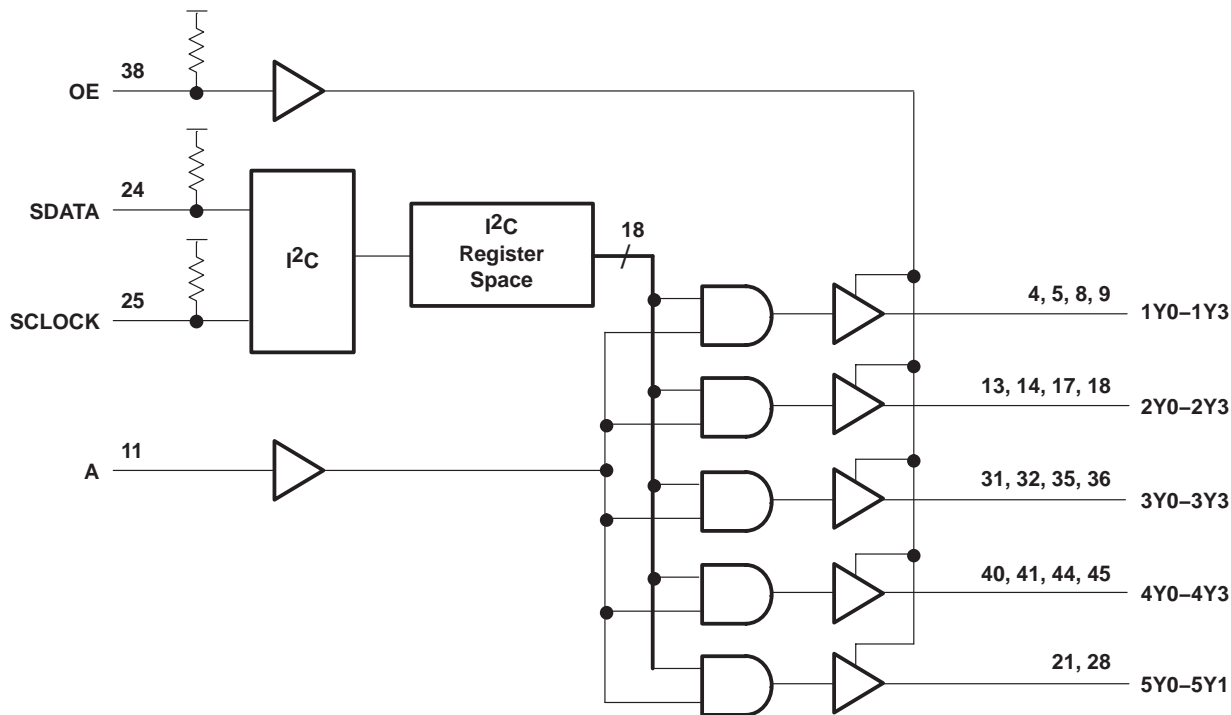 38
OE
24
SDATA
I²C
I²C
Register
Space
18
25
SCLOCK
4, 5, 8, 9
1Y0–1Y3
13, 14, 17, 18
2Y0–2Y3
11
A
31, 32, 35, 36
3Y0–3Y3
40, 41, 44, 45
4Y0–4Y3
21, 28
5Y0–5Y1